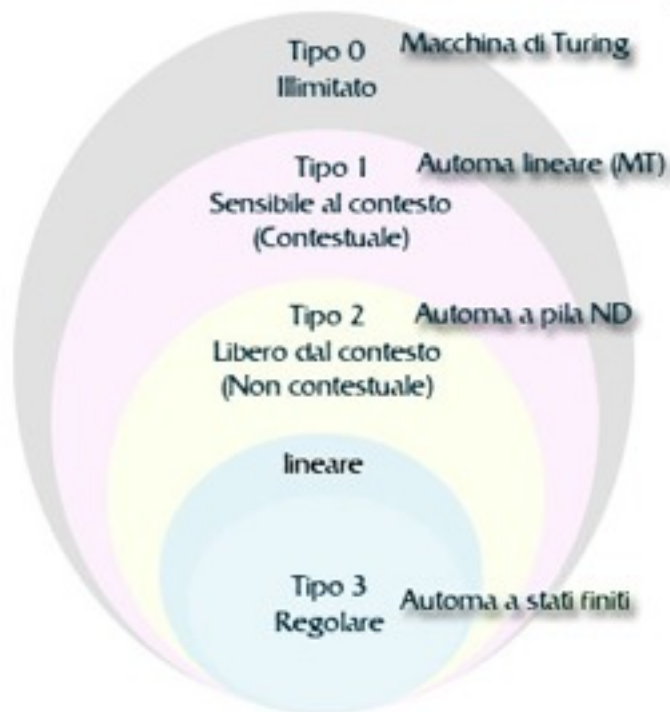 Tipo 0 Macchina di Turing
Illimitato
Tipo 1 Automa lineare (MT)
Sensibile al contesto
(Contestuale)
Tipo 2 Automa a pila ND
Libero dal contesto
(Non contestuale)
lineare
Tipo 3 Automa a stati finiti
Regolare